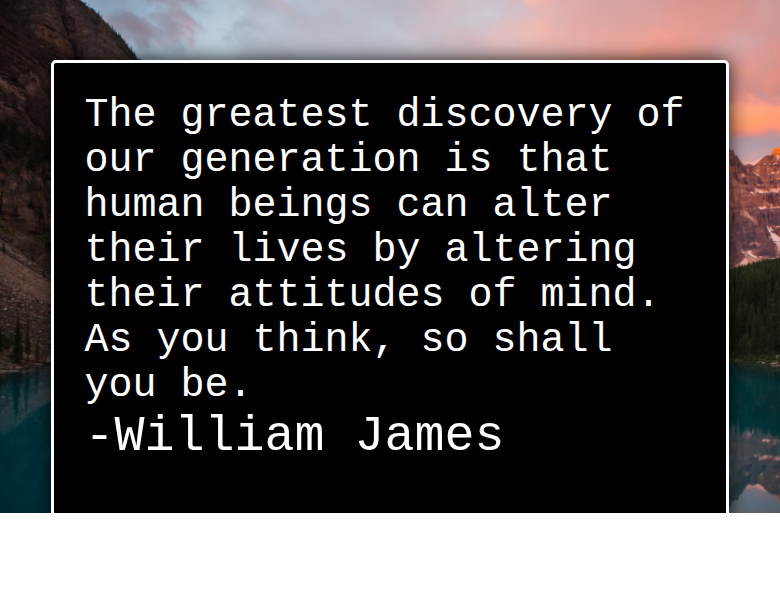 The greatest discovery of
our generation is that
human beings can alter
their lives by altering
their attitudes of mind.
As you think, so shall
you be.
-William James